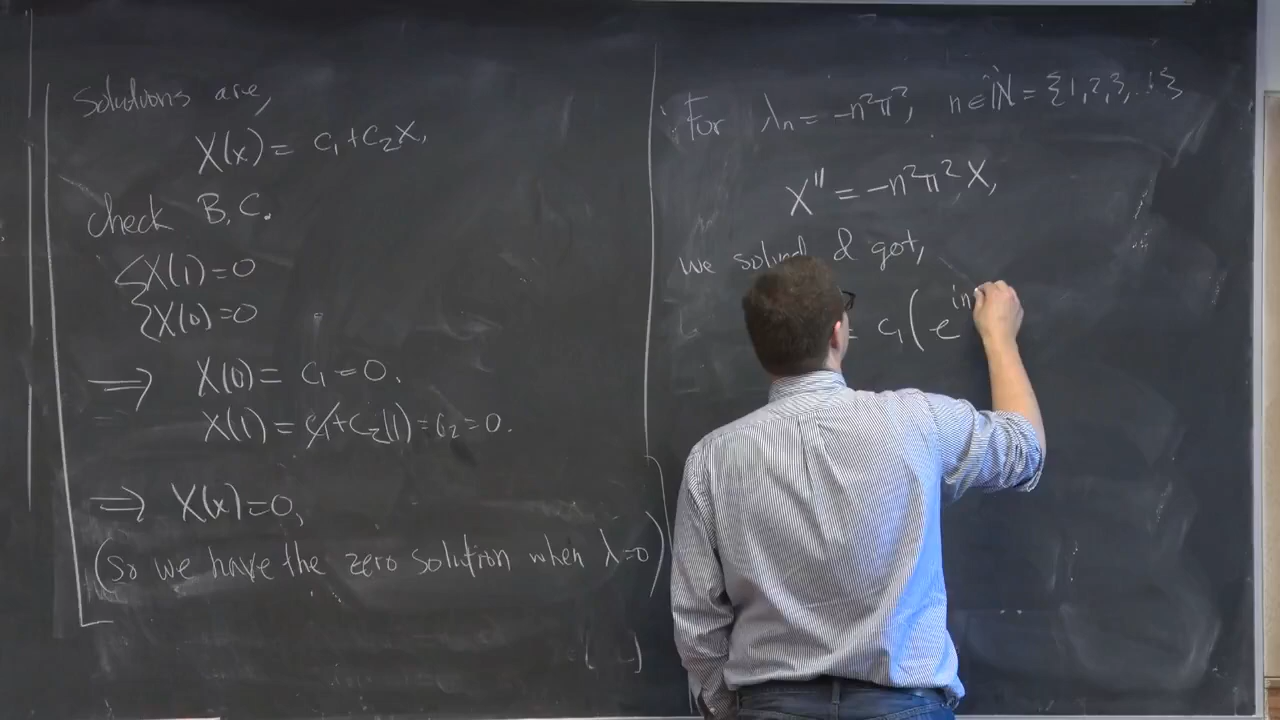 Solutions are,
X(x) = c₁+c₂x,
check B.C.
{X(1)=0
{X(0)=0
⟹ X(0) = c₁ = 0.
X(1) = c₁+c₂(1) = c₂ = 0.
⟹ X(x)=0,
(So we have the zero solution when λ=0)
For λₙ = -n²π², n∈ℕ = {1,2,3,...}
X'' = -n²π²X,
we solved & got,
= c₁(e^{in